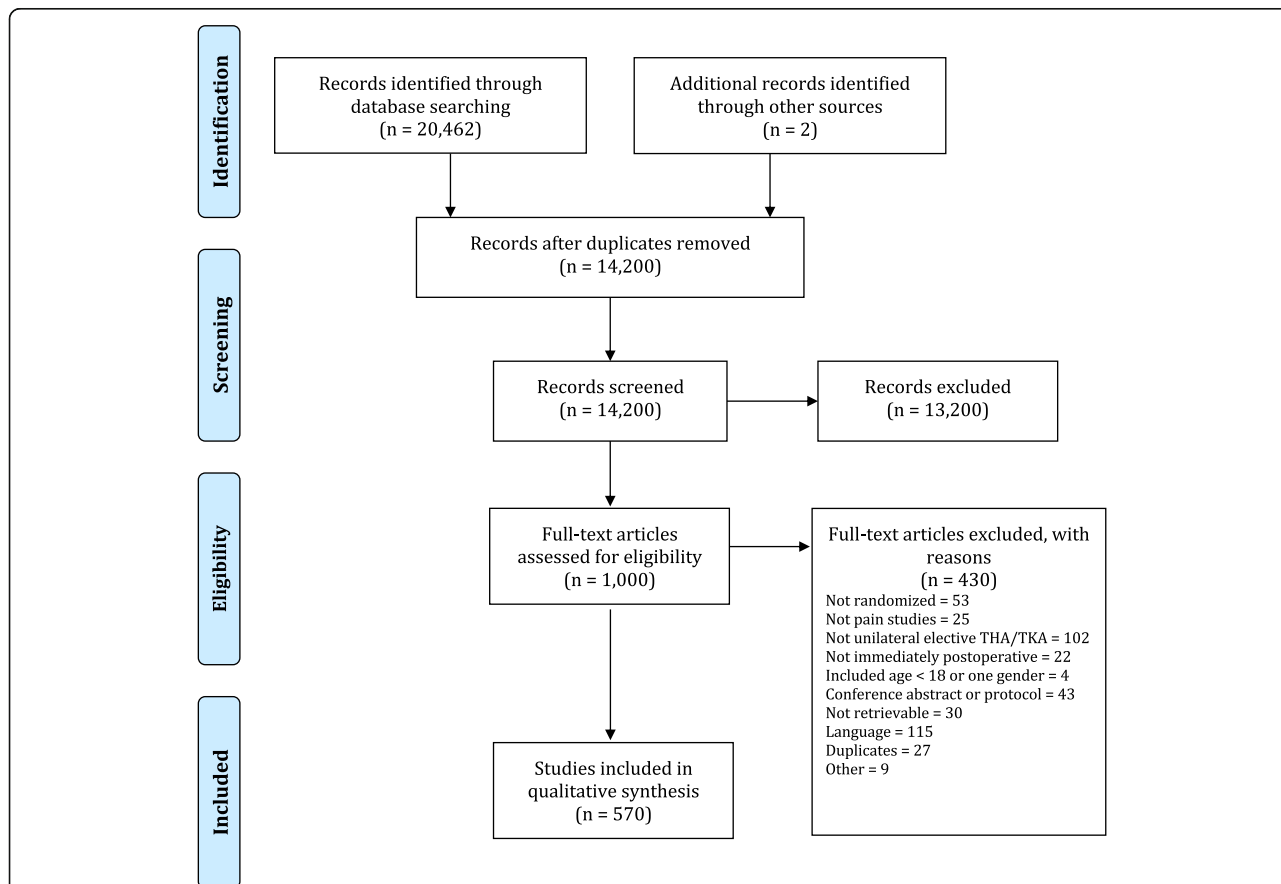 Identification
Records identified through
database searching
(n = 20,462)
Additional records identified
through other sources
(n = 2)
Records after duplicates removed
(n = 14,200)
Screening
Records screened
(n = 14,200)
Records excluded
(n = 13,200)
Eligibility
Full-text articles
assessed for eligibility
(n = 1,000)
Full-text articles excluded, with
reasons
(n = 430)
Not randomized = 53
Not pain studies = 25
Not unilateral elective THA/TKA = 102
Not immediately postoperative = 22
Included age < 18 or one gender = 4
Conference abstract or protocol = 43
Not retrievable = 30
Language = 115
Duplicates = 27
Other = 9
Included
Studies included in
qualitative synthesis
(n = 570)